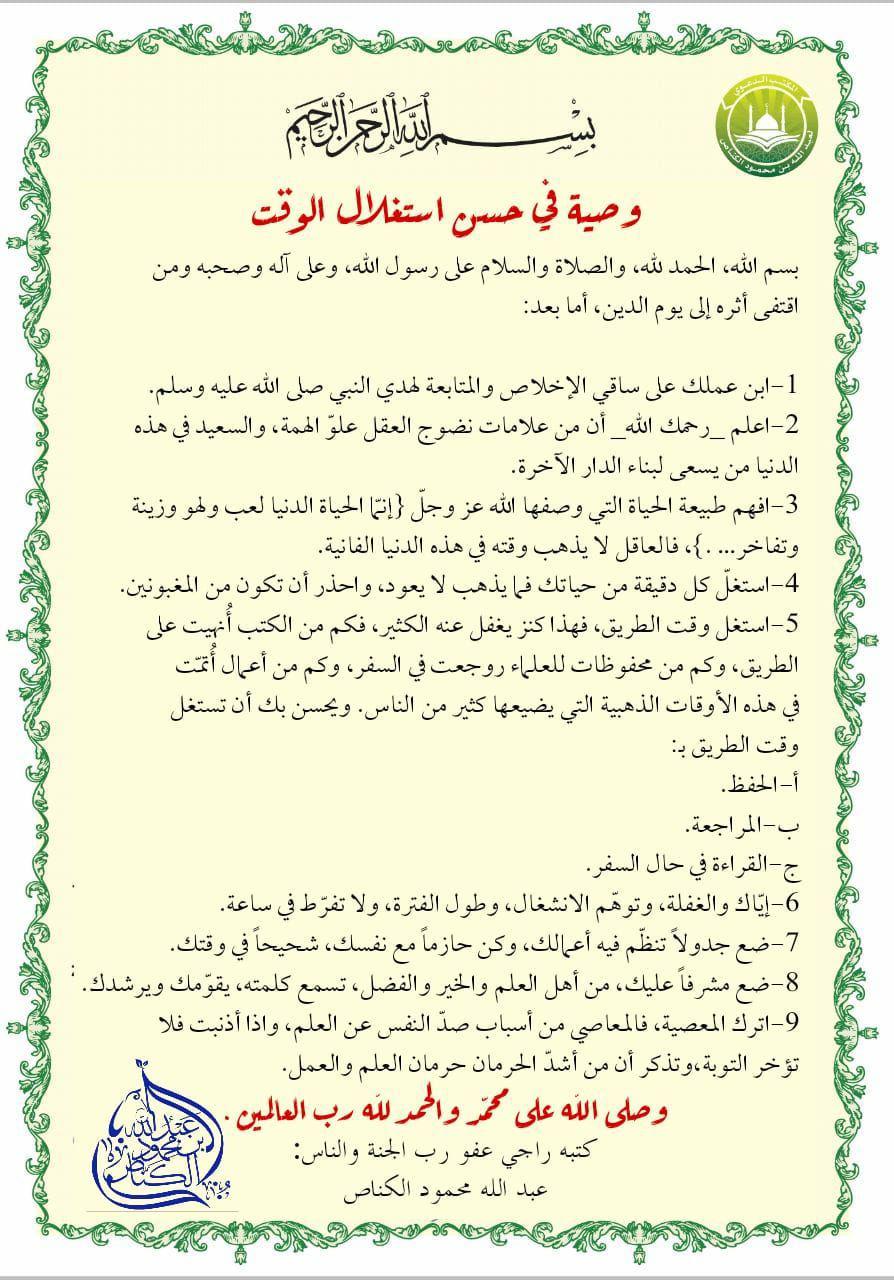 المكتب الدعوي
لعبد الله بن محمود الكناص
بسم الله الرحمن الرحيم
وصية في حسن استغلال الوقت
بسم الله، الحمد لله، والصلاة والسلام على رسول الله، وعلى آله وصحبه ومن
اقتفى أثره إلى يوم الدين، أما بعد:
1-ابن عملك على ساقي الإخلاص والمتابعة لهدي النبي صلى الله عليه وسلم.
2-اعلم _رحمك الله_ أن من علامات نضوج العقل علوّ الهمة، والسعيد في هذه
الدنيا من يسعى لبناء الدار الآخرة.
3-افهم طبيعة الحياة التي وصفها الله عز وجلّ {إنمّا الحياة الدنيا لعب ولهو وزينة
وتفاخر... .}، فالعاقل لا يذهب وقته في هذه الدنيا الفانية.
4-استغلّ كل دقيقة من حياتك فما يذهب لا يعود، واحذر أن تكون من المغبونين.
5-استغل وقت الطريق، فهذا كنز يغفل عنه الكثير، فكم من الكتب أُنهيت على
الطريق، وكم من محفوظات للعلماء روجعت في السفر، وكم من أعمال أُتمّت
في هذه الأوقات الذهبية التي يضيعها كثير من الناس. ويحسن بك أن تستغل
وقت الطريق بـ:
أ-الحفظ.
ب-المراجعة.
ج-القراءة في حال السفر.
6-إيّاك والغفلة، وتوهّم الانشغال، وطول الفترة، ولا تفرّط في ساعة.
7-ضع جدولاً تنظّم فيه أعمالك، وكن حازماً مع نفسك، شحيحاً في وقتك.
8-ضع مشرفاً عليك، من أهل العلم والخير والفضل، تسمع كلمته، يقوّمك ويرشدك.
9-اترك المعصية، فالمعاصي من أسباب صدّ النفس عن العلم، واذا أذنبت فلا
تؤخر التوبة،وتذكر أن من أشدّ الحرمان حرمان العلم والعمل.
وصلى الله على محمّد والحمد لله رب العالمين .
كتبه راجي عفو رب الجنة والناس:
عبد الله محمود الكناص
عبد الله
بن محمود
الكناص